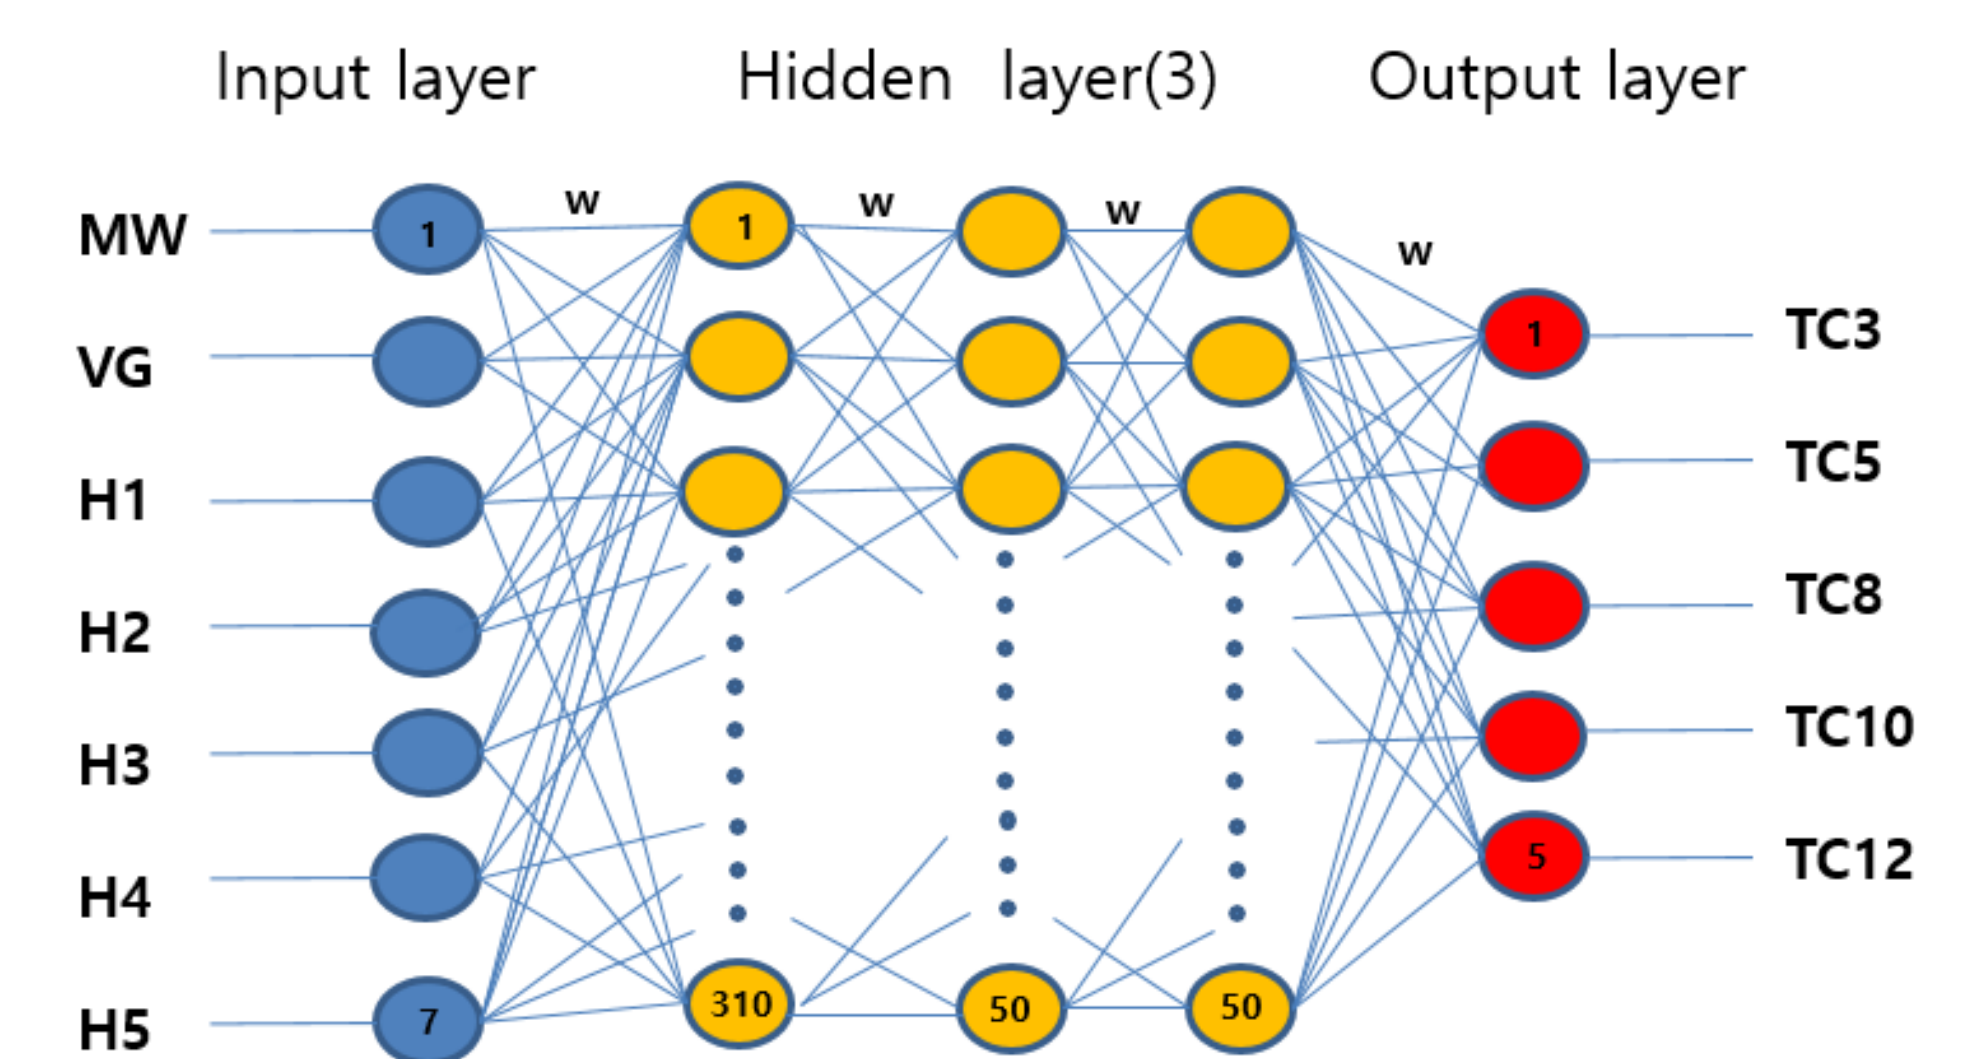 Input layer Hidden layer(3) Output layer
MW 1 w 1 w w w
1 TC3
VG
TC5
H1
TC8
H2
TC10
H3
5 TC12
H4
H5 7 310 50 50